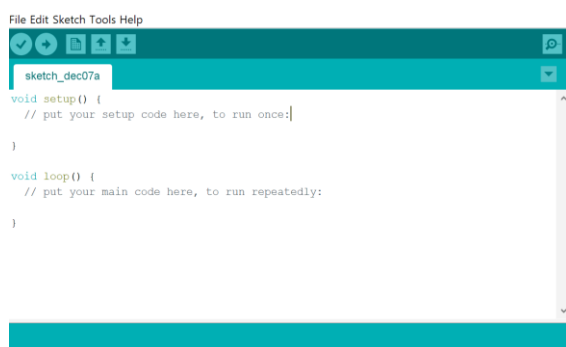 File Edit Sketch Tools Help
sketch_dec07a
void setup() {
// put your setup code here, to run once:
}
void loop() {
// put your main code here, to run repeatedly:
}